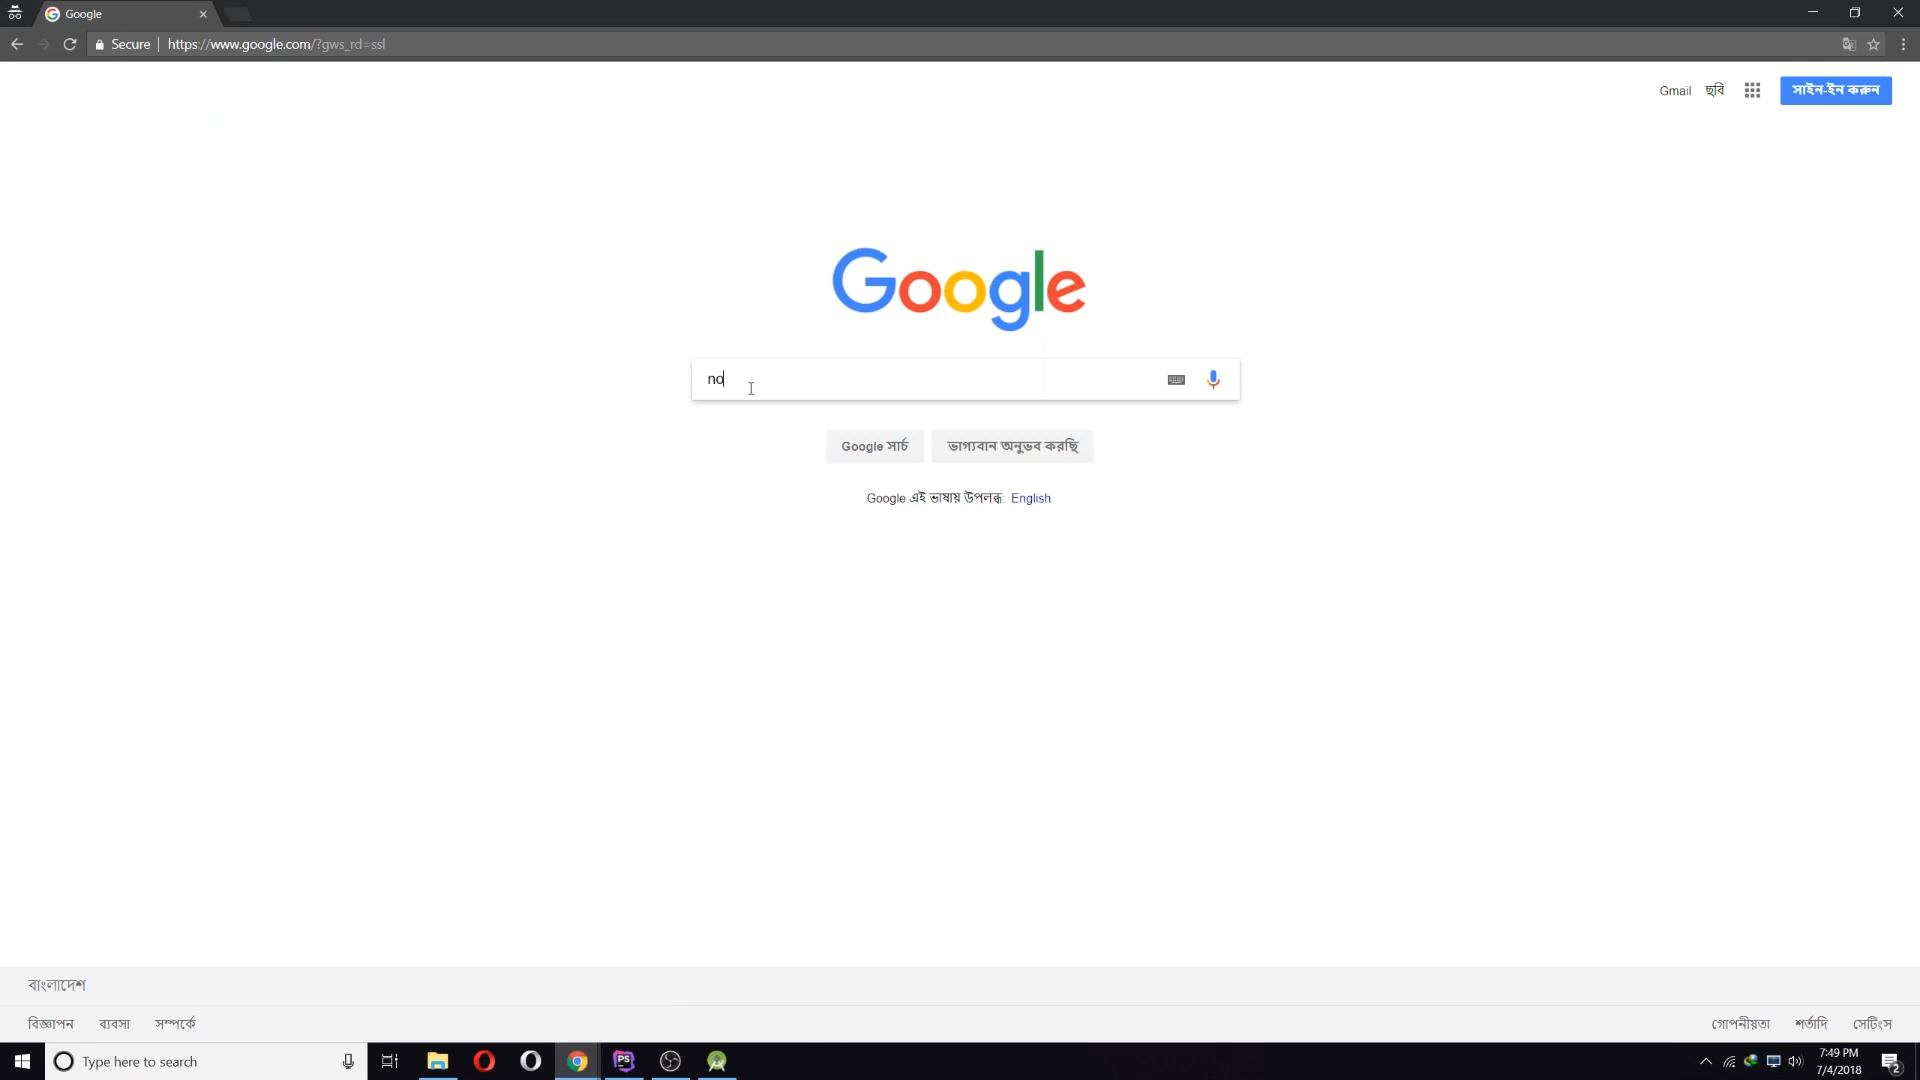 Google
Secure https://www.google.com/?gws_rd=ssl
Gmail ছবি সাইন-ইন করুন
Google
no
Google সার্চ ভাগ্যবান অনুভব করছি
Google এই ভাষায় উপলব্ধ: English
বাংলাদেশ
বিজ্ঞাপন ব্যবসা সম্পর্কে গোপনীয়তা শর্তাদি সেটিংস
Type here to search PS 7:49 PM
7/4/2018 2